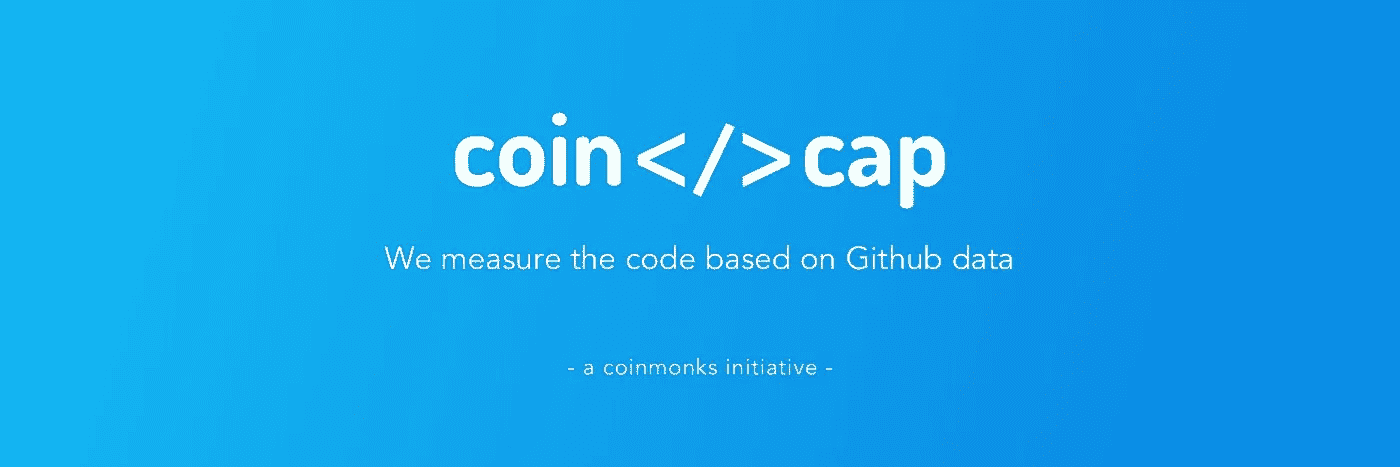 coin</>cap
We measure the code based on Github data
- a coinmonks initiative -